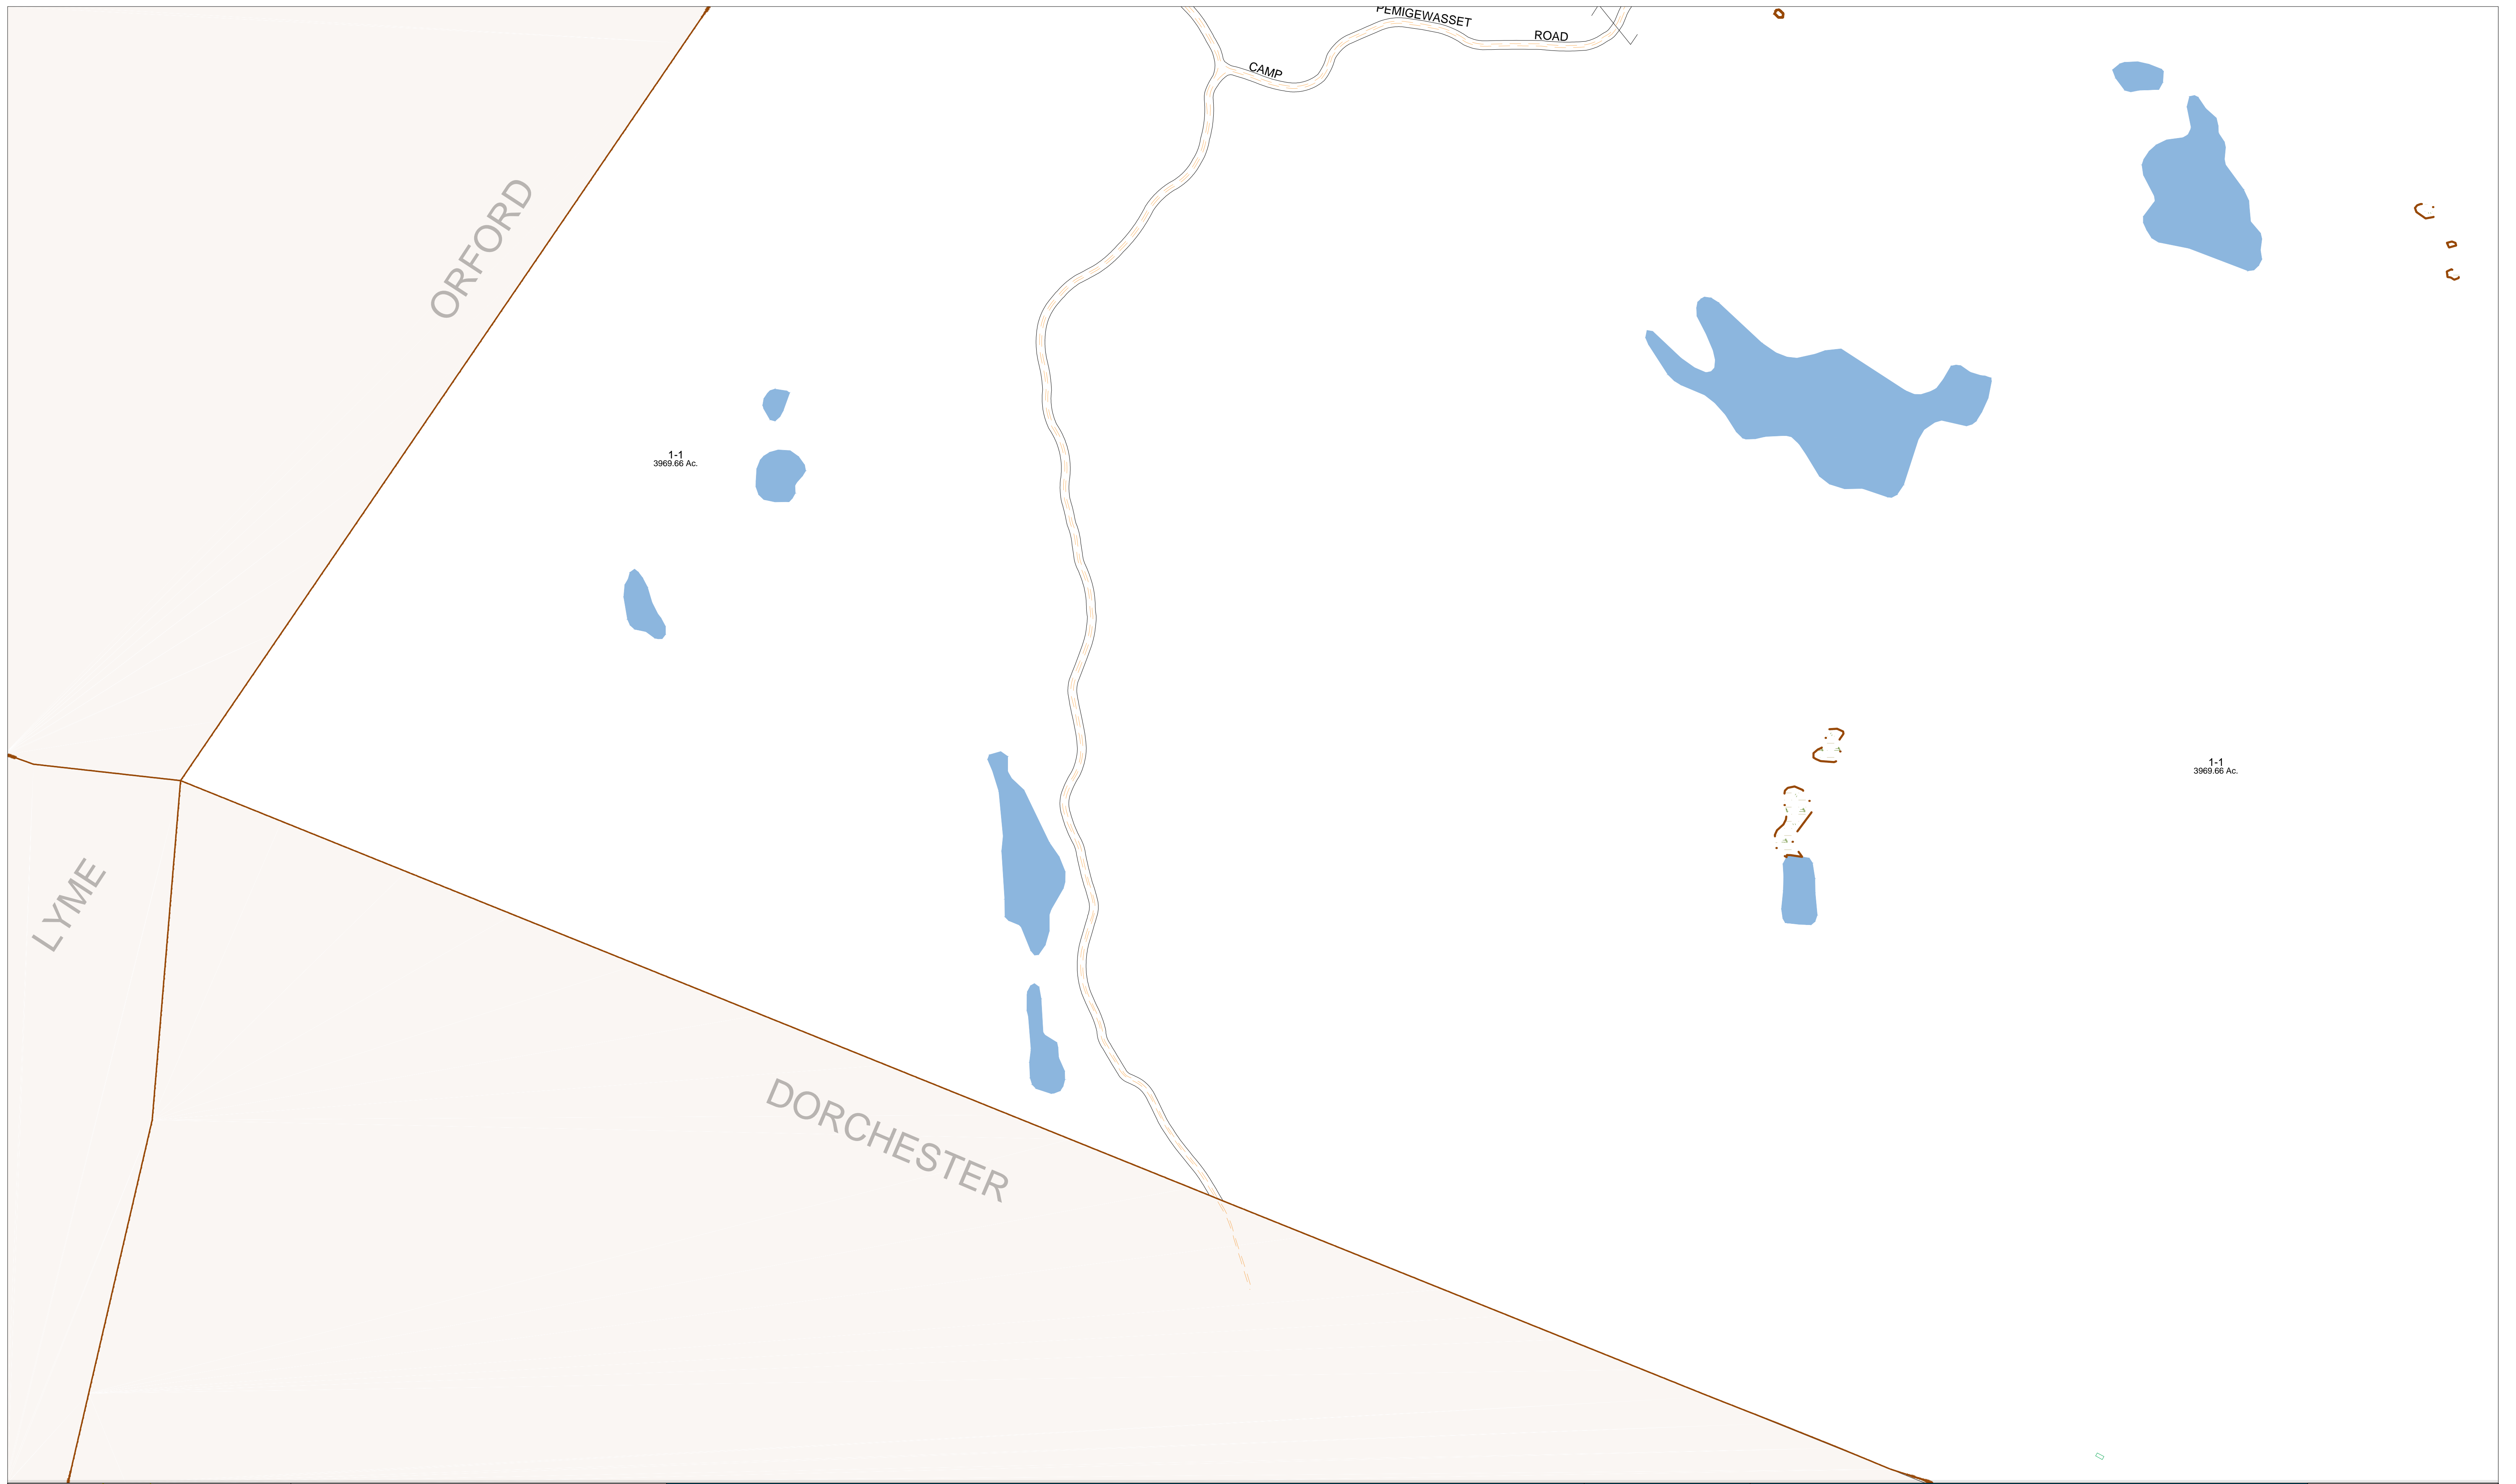 PEMIGEWASSET
ROAD
CAMP
ORFORD
1-1
3969.66 Ac.
1-1
3969.66 Ac.
LYME
DORCHESTER